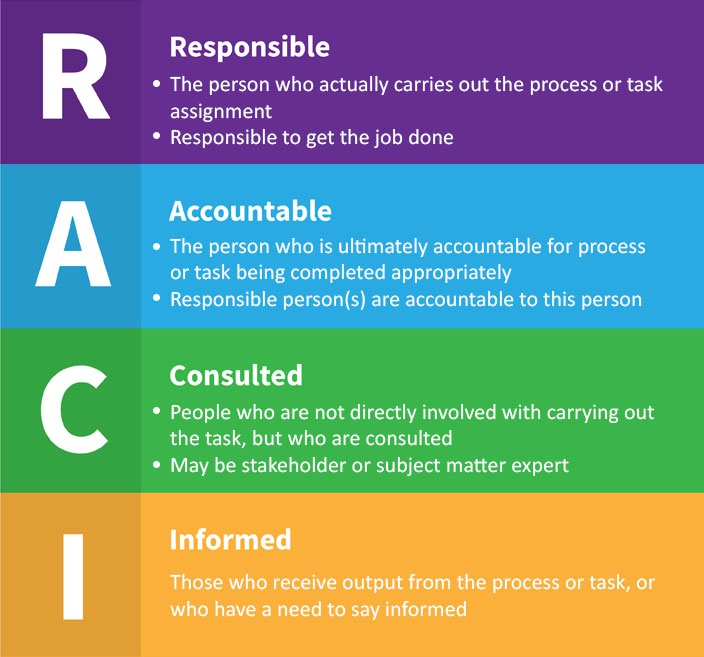 R
Responsible
• The person who actually carries out the process or task
assignment
• Responsible to get the job done
A
Accountable
• The person who is ultimately accountable for process
or task being completed appropriately
• Responsible person(s) are accountable to this person
C
Consulted
• People who are not directly involved with carrying out
the task, but who are consulted
• May be stakeholder or subject matter expert
I
Informed
Those who receive output from the process or task, or
who have a need to say informed